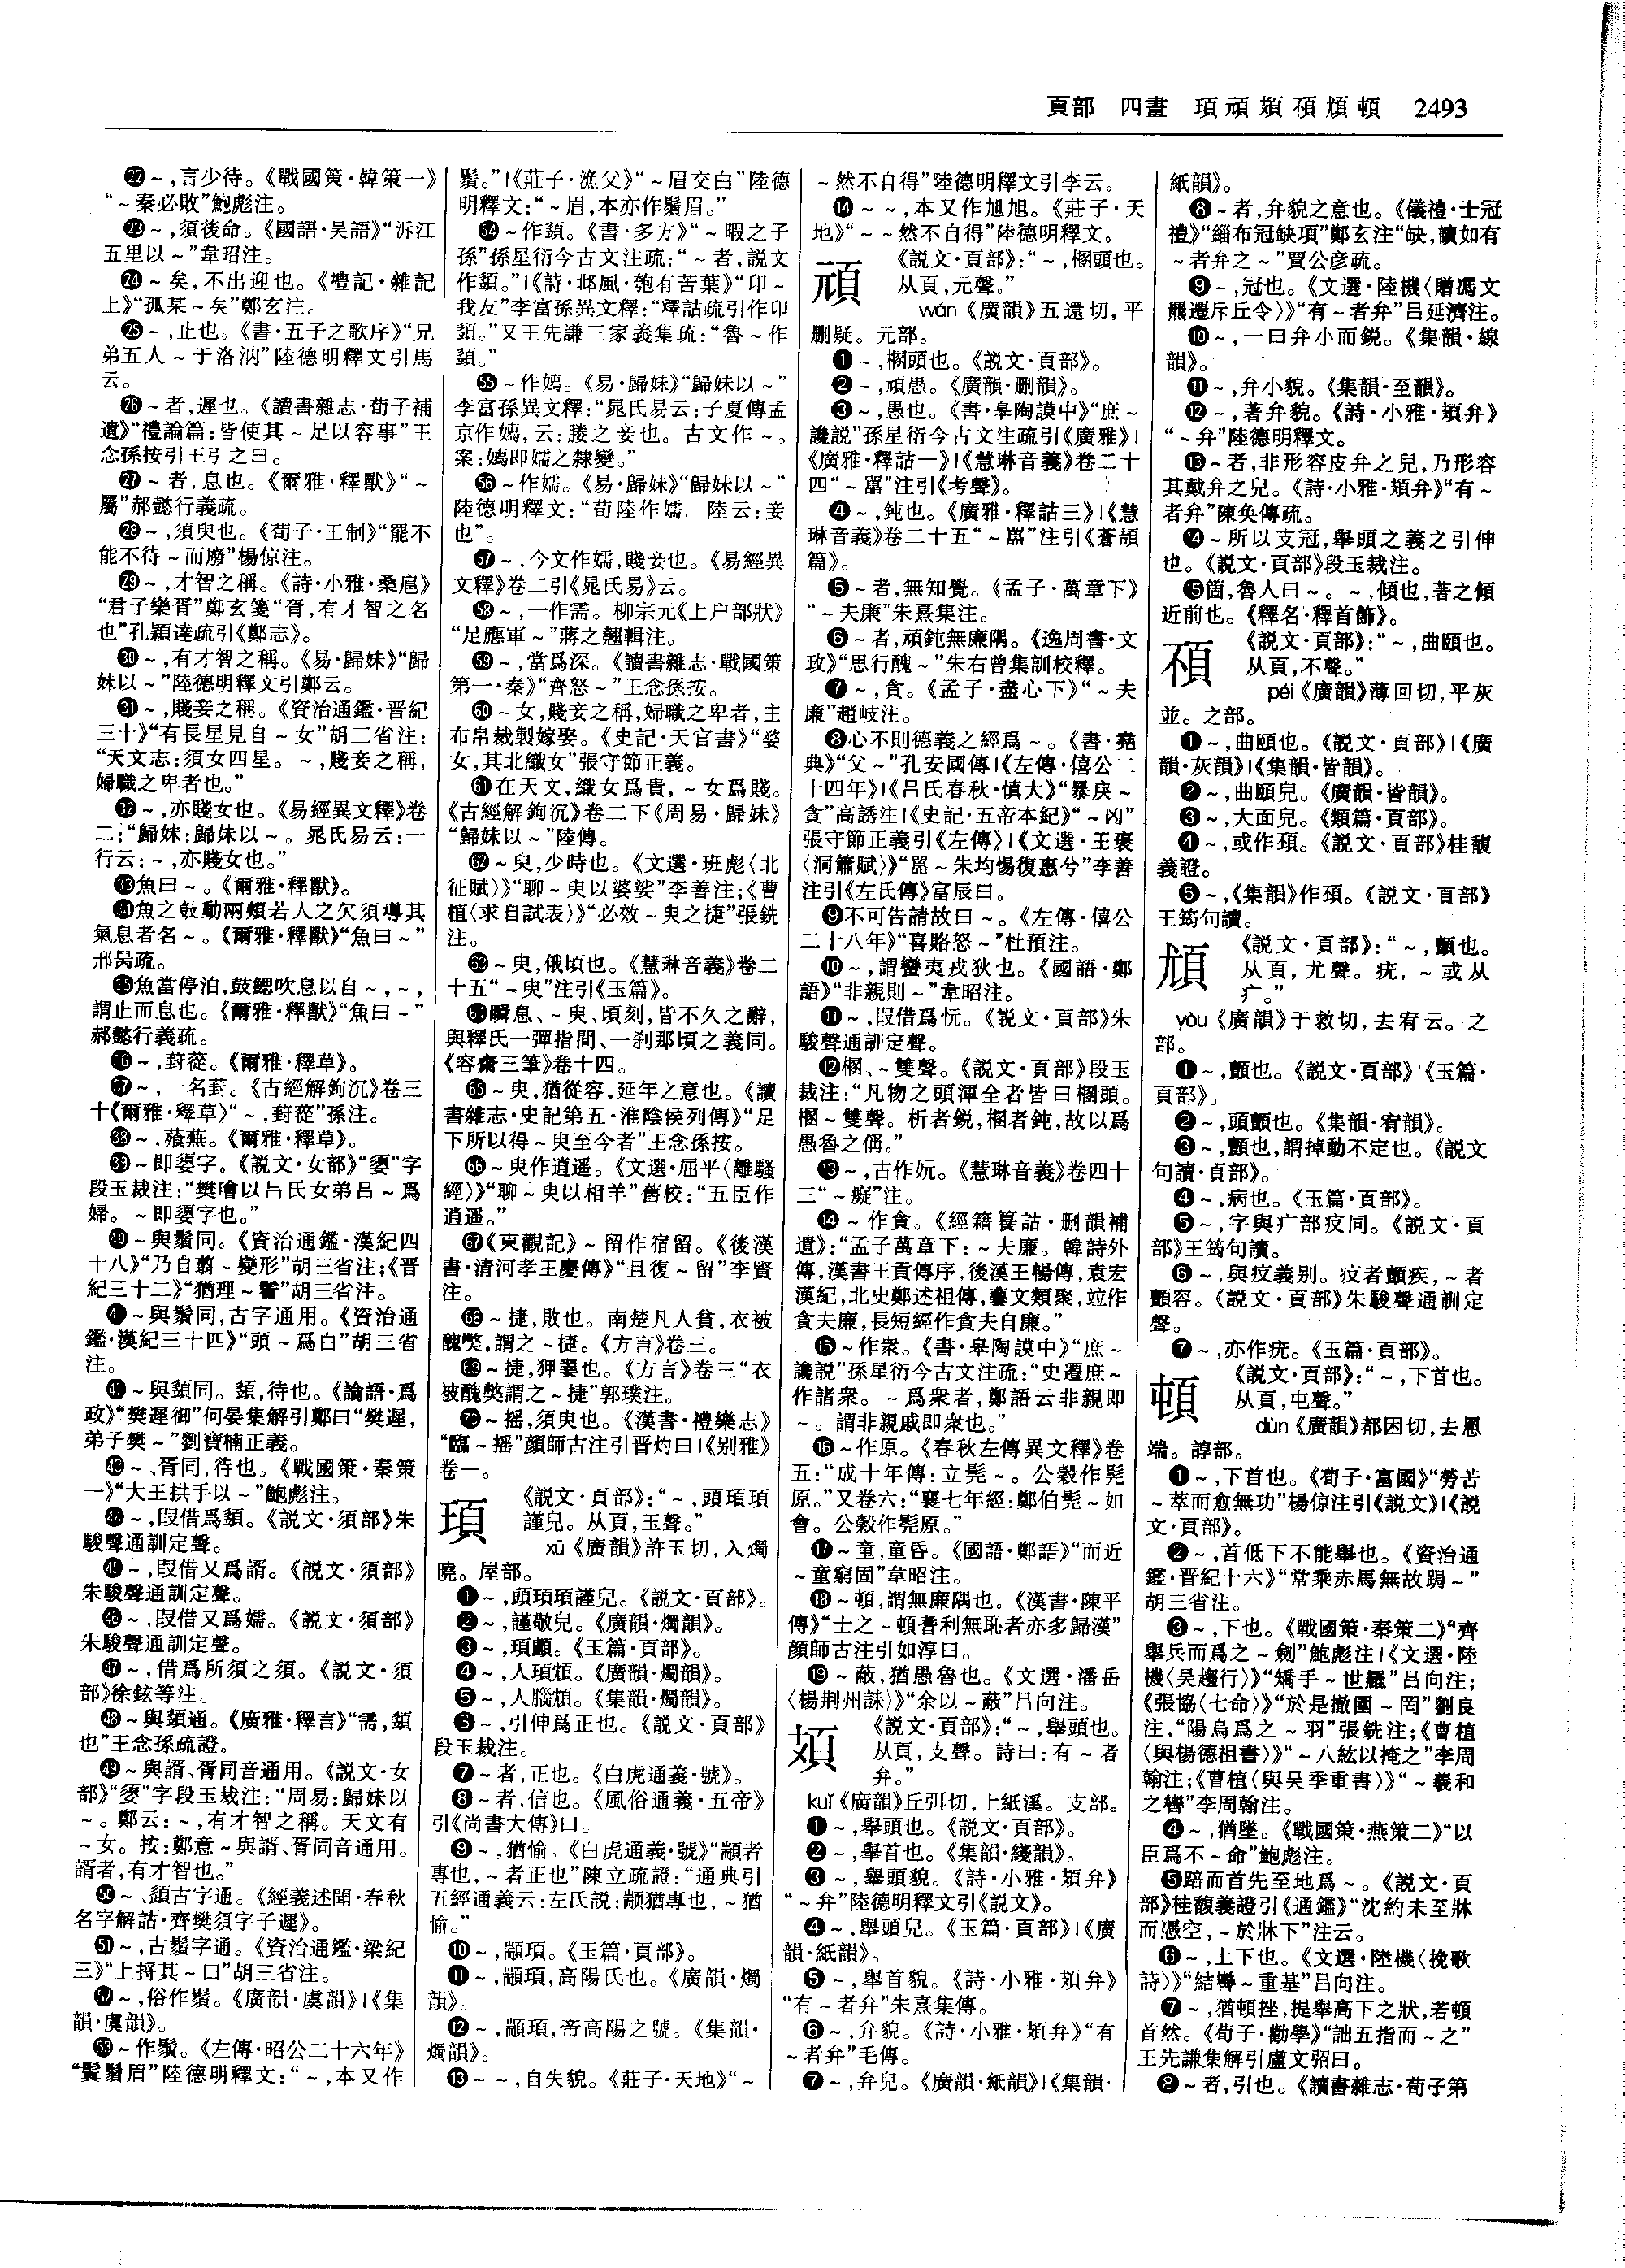 頁部　四畫　頊頑頍䫠頄頓　2493
㉒～,言少待。《戰國策·韓策一》
“～秦必敗”鮑彪注。
㉓～,須後命。《國語·吴語》“泝江
五里以～”韋昭注。
㉔～矣,不出迎也。《禮記·雜記
上》“孤某～矣”鄭玄注。
㉕～,止也。《書·五子之歌序》“兄
弟五人～于洛汭”陸德明釋文引馬
云。
㉖～者,遲也。《讀書雜志·荀子補
遺》“禮論篇:皆使其～足以容事”王
念孫按引王引之曰。
㉗～者,息也。《爾雅·釋獸》“～
屬”郝懿行義疏。
㉘～,須臾也。《荀子·王制》“罷不
能不待～而廢”楊倞注。
㉙～,才智之稱。《詩·小雅·桑扈》
“君子樂胥”鄭玄箋“胥,有才智之名
也”孔穎達疏引《鄭志》。
㉚～,有才智之稱。《易·歸妹》“歸
妹以～”陸德明釋文引鄭云。
㉛～,賤妾之稱。《資治通鑑·晋紀
三十》“有長星見自～女”胡三省注:
“天文志:須女四星。～,賤妾之稱,
婦職之卑者也。”
㉜～,亦賤女也。《易經異文釋》卷
二:“歸妹:歸妹以～。晁氏易云:一
行云:～,亦賤女也。”
㉝魚曰～。《爾雅·釋獸》。
㉞魚之鼓動兩頰若人之欠須導其
氣息者名～。《爾雅·釋獸》“魚曰～”
邢昺疏。
㉟魚當停泊,鼓鰓吹息以自～,～,
謂止而息也。《爾雅·釋獸》“魚曰～”
郝懿行義疏。
㊱～,葑蓯。《爾雅·釋草》。
㊲～,一名葑。《古經解鉤沉》卷三
十《爾雅·釋草》“～,葑蓯”孫注。
㊳～,薞蕪。《爾雅·釋草》。
㊴～即嬃字。《説文·女部》“嬃”字
段玉裁注:“樊噲以吕氏女弟吕～爲
婦。～即嬃字也。”
㊵～與鬚同。《資治通鑑·漢紀四
十八》“乃自翦～變形”胡三省注;《晋
紀三十二》“猶理～鬢”胡三省注。
㊶～與鬚同,古字通用。《資治通
鑑·漢紀三十四》“頭～爲白”胡三省
注。
㊷～與䇓同。䇓,待也。《論語·爲
政》“樊遲御”何晏集解引鄭曰“樊遲,
弟子樊～”劉寶楠正義。
㊸～、胥同,待也。《戰國策·秦策
一》“大王拱手以～”鮑彪注。
㊹～,叚借爲䇓。《説文·須部》朱
駿聲通訓定聲。
㊺～,叚借又爲諝。《説文·須部》
朱駿聲通訓定聲。
㊻～,叚借又爲嬬。《説文·須部》
朱駿聲通訓定聲。
㊼～,借爲所須之須。《説文·須
部》徐鉉等注。
㊽～與䇓通。《廣雅·釋言》“需,䇓
也”王念孫疏證。
㊾～與諝、胥同音通用。《説文·女
部》“嬃”字段玉裁注:“周易:歸妹以
～。鄭云:～,有才智之稱。天文有
～女。按:鄭意～與諝、胥同音通用。
諝者,有才智也。”
㊿～、䇓古字通。《經義述聞·春秋
名字解詁·齊樊須字子遲》。
51～,古鬚字通。《資治通鑑·梁紀
三》“上捋其～口”胡三省注。
52～,俗作鬚。《廣韻·虞韻》|《集
韻·虞韻》。
53～作鬚。《左傳·昭公二十六年》
“鬒鬚眉”陸德明釋文:“～,本又作
鬚。”|《莊子·漁父》“～眉交白”陸德
明釋文:“～眉,本亦作鬚眉。”
54～作䇓。《書·多方》“～暇之子
孫”孫星衍今古文注疏:“～者,説文
作䇓。”|《詩·邶風·匏有苦葉》“卬～
我友”李富孫異文釋:“釋詁疏引作卬
䇓。”又王先謙三家義集疏:“魯～作
䇓。”
55～作嬬。《易·歸妹》“歸妹以～”
李富孫異文釋:“晁氏易云:子夏傳孟
京作嬬,云:媵之妾也。古文作～。
案:嬬即嬬之隸變。”
56～作嬬。《易·歸妹》“歸妹以～”
陸德明釋文:“荀陸作嬬。陸云:妾
也”。
57～,今文作嬬,賤妾也。《易經異
文釋》卷二引《晁氏易》云。
58～,一作需。柳宗元《上户部狀》
“足應軍～”蔣之翹輯注。
59～,當爲深。《讀書雜志·戰國策
第一·秦》“齊怒～”王念孫按。
60～女,賤妾之稱,婦職之卑者,主
布帛裁製嫁娶。《史記·天官書》“婺
女,其北織女”張守節正義。
61在天文,織女爲貴,～女爲賤。
《古經解鉤沉》卷二下《周易·歸妹》
“歸妹以～”陸傳。
62～臾,少時也。《文選·班彪〈北
征賦〉》“聊～臾以婆娑”李善注;《曹
植〈求自試表〉》“必效～臾之捷”張銑
注。
63～臾,俄頃也。《慧琳音義》卷二
十五“～臾”注引《玉篇》。
64瞬息、～臾、頃刻,皆不久之辭,
與釋氏一彈指間、一刹那頃之義同。
《容齋三筆》卷十四。
65～臾,猶從容,延年之意也。《讀
書雜志·史記第五·淮陰侯列傳》“足
下所以得～臾至今者”王念孫按。
66～臾作逍遥。《文選·屈平〈離騷
經〉》“聊～臾以相羊”舊校:“五臣作
逍遥。”
67《東觀記》～留作宿留。《後漢
書·清河孝王慶傳》“且復～留”李賢
注。
68～捷,敗也。南楚凡人貧,衣被
醜獘,謂之～捷。《方言》卷三。
69～捷,狎翣也。《方言》卷三“衣
被醜獘謂之～捷”郭璞注。
70～摇,須臾也。《漢書·禮樂志》
“臨～摇”顔師古注引晋灼曰|《别雅》
卷一。
頊
《説文·頁部》:“～,頭頊頊
謹皃。从頁,玉聲。”
xū《廣韻》許玉切,入燭
曉。屋部。
❶～,頭頊頊謹皃。《説文·頁部》。
❷～,謹敬皃。《廣韻·燭韻》。
❸～,頊顱。《玉篇·頁部》。
❹～,人頊頯。《廣韻·燭韻》。
❺～,人腦頯。《集韻·燭韻》。
❻～,引伸爲正也。《説文·頁部》
段玉裁注。
❼～者,正也。《白虎通義·號》。
❽～者,信也。《風俗通義·五帝》
引《尚書大傳》曰。
❾～,猶愉。《白虎通義·號》“顓者
專也,～者正也”陳立疏證:“通典引
五經通義云:左氏説:顓猶專也,～猶
愉。”
❿～,顓頊。《玉篇·頁部》。
⓫～,顓頊,高陽氏也。《廣韻·燭
韻》。
⓬～,顓頊,帝高陽之號。《集韻·
燭韻》。
⓭～～,自失貌。《莊子·天地》“～
～然不自得”陸德明釋文引李云。
⓮～～,本又作旭旭。《莊子·天
地》“～～然不自得”陸德明釋文。
頑
《説文·頁部》:“～,㮯頭也。
从頁,元聲。”
wán《廣韻》五還切,平
删疑。元部。
❶～,㮯頭也。《説文·頁部》。
❷～,頑愚。《廣韻·删韻》。
❸～,愚也。《書·皋陶謨中》“庶～
讒説”孫星衍今古文注疏引《廣雅》|
《廣雅·釋詁一》|《慧琳音義》卷二十
四“～嚚”注引《考聲》。
❹～,鈍也。《廣雅·釋詁三》|《慧
琳音義》卷二十五“～嚚”注引《蒼頡
篇》。
❺～者,無知覺。《孟子·萬章下》
“～夫廉”朱熹集注。
❻～者,頑鈍無廉隅。《逸周書·文
政》“思行醜～”朱右曾集訓校釋。
❼～,貪。《孟子·盡心下》“～夫
廉”趙岐注。
❽心不則德義之經爲～。《書·堯
典》“父～”孔安國傳|《左傳·僖公二
十四年》|《吕氏春秋·慎大》“暴戾～
貪”高誘注|《史記·五帝本紀》“～凶”
張守節正義引《左傳》|《文選·王褒
〈洞簫賦〉》“嚚～朱均惕復惠兮”李善
注引《左氏傳》富辰曰。
❾不可告請故曰～。《左傳·僖公
二十八年》“喜賂怒～”杜預注。
❿～,謂蠻夷戎狄也。《國語·鄭
語》“非親則～”韋昭注。
⓫～,叚借爲忨。《説文·頁部》朱
駿聲通訓定聲。
⓬㮯、～雙聲。《説文·頁部》段玉
裁注:“凡物之頭渾全者皆曰㮯頭。
㮯～雙聲。析者鋭,㮯者鈍,故以爲
愚魯之偁。”
⓭～,古作妧。《慧琳音義》卷四十
三“～癡”注。
⓮～作貪。《經籍籑詁·删韻補
遺》:“孟子萬章下:～夫廉。韓詩外
傳,漢書王貢傳序,後漢王暢傳,袁宏
漢紀,北史鄭述祖傳,藝文類聚,竝作
貪夫廉,長短經作貪夫自廉。”
⓯～作衆。《書·皋陶謨中》“庶～
讒説”孫星衍今古文注疏:“史遷庶～
作諸衆。～爲衆者,鄭語云非親即
～。謂非親戚即衆也。”
⓰～作原。《春秋左傳異文釋》卷
五:“成十年傳:立髡～。公穀作髡
原。”又卷六:“襄七年經:鄭伯髡～如
會。公穀作髡原。”
⓱～童,童昏。《國語·鄭語》“而近
～童窮固”韋昭注。
⓲～頓,謂無廉隅也。《漢書·陳平
傳》“士之～頓耆利無恥者亦多歸漢”
顔師古注引如淳曰。
⓳～蔽,猶愚魯也。《文選·潘岳
〈楊荆州誄〉》“余以～蔽”吕向注。
頍
《説文·頁部》:“～,舉頭也。
从頁,支聲。詩曰:有～者
弁。”
kuǐ《廣韻》丘弭切,上紙溪。支部。
❶～,舉頭也。《説文·頁部》。
❷～,舉首也。《集韻·綫韻》。
❸～,舉頭貌。《詩·小雅·頍弁》
“～弁”陸德明釋文引《説文》。
❹～,舉頭皃。《玉篇·頁部》|《廣
韻·紙韻》。
❺～,舉首貌。《詩·小雅·頍弁》
“有～者弁”朱熹集傳。
❻～,弁貌。《詩·小雅·頍弁》“有
～者弁”毛傳。
❼～,弁皃。《廣韻·紙韻》|《集韻·
紙韻》。
❽～者,弁貌之意也。《儀禮·士冠
禮》“緇布冠缺項”鄭玄注“缺,讀如有
～者弁之～”賈公彦疏。
❾～,冠也。《文選·陸機〈贈馮文
羆遷斥丘令〉》“有～者弁”吕延濟注。
❿～,一曰弁小而鋭。《集韻·線
韻》。
⓫～,弁小貌。《集韻·至韻》。
⓬～,著弁貌。《詩·小雅·頍弁》
“～弁”陸德明釋文。
⓭～者,非形容皮弁之皃,乃形容
其戴弁之皃。《詩·小雅·頍弁》“有～
者弁”陳奂傳疏。
⓮～所以支冠,舉頭之義之引伸
也。《説文·頁部》段玉裁注。
⓯簂,魯人曰～。～,傾也,著之傾
近前也。《釋名·釋首飾》。
䫠
《説文·頁部》:“～,曲頤也。
从頁,不聲。”
péi《廣韻》薄回切,平灰
並。之部。
❶～,曲頤也。《説文·頁部》|《廣
韻·灰韻》|《集韻·皆韻》。
❷～,曲頤皃。《廣韻·皆韻》。
❸～,大面皃。《類篇·頁部》。
❹～,或作䪹。《説文·頁部》桂馥
義證。
❺～,《集韻》作䪹。《説文·頁部》
王筠句讀。
頄
《説文·頁部》:“～,顫也。
从頁,尤聲。疣,～或从
疒。”
yòu《廣韻》于救切,去宥云。之
部。
❶～,顫也。《説文·頁部》|《玉篇·
頁部》。
❷～,頭顫也。《集韻·宥韻》。
❸～,顫也,謂掉動不定也。《説文
句讀·頁部》。
❹～,病也。《玉篇·頁部》。
❺～,字與疒部疫同。《説文·頁
部》王筠句讀。
❻～,與疫義别。疫者顫疾,～者
顫容。《説文·頁部》朱駿聲通訓定
聲。
❼～,亦作疣。《玉篇·頁部》。
頓
《説文·頁部》:“～,下首也。
从頁,屯聲。”
dùn《廣韻》都困切,去慁
端。諄部。
❶～,下首也。《荀子·富國》“勞苦
～萃而愈無功”楊倞注引《説文》|《説
文·頁部》。
❷～,首低下不能舉也。《資治通
鑑·晋紀十六》“常乘赤馬無故跼～”
胡三省注。
❸～,下也。《戰國策·秦策二》“齊
舉兵而爲之～劍”鮑彪注|《文選·陸
機〈吴趨行〉》“矯手～世羅”吕向注;
《張協〈七命〉》“於是撤圍～罔”劉良
注,“陽烏爲之～羽”張銑注;《曹植
〈與楊德祖書〉》“～八紘以掩之”李周
翰注;《曹植〈與吴季重書〉》“～羲和
之轡”李周翰注。
❹～,猶墜。《戰國策·燕策二》“以
臣爲不～命”鮑彪注。
❺踣而首先至地爲～。《説文·頁
部》桂馥義證引《通鑑》“沈約未至牀
而憑空,～於牀下”注云。
❻～,上下也。《文選·陸機〈挽歌
詩〉》“結轡～重基”吕向注。
❼～,猶頓挫,提舉高下之狀,若頓
首然。《荀子·勸學》“詘五指而～之”
王先謙集解引盧文弨曰。
❽～者,引也。《讀書雜志·荀子第